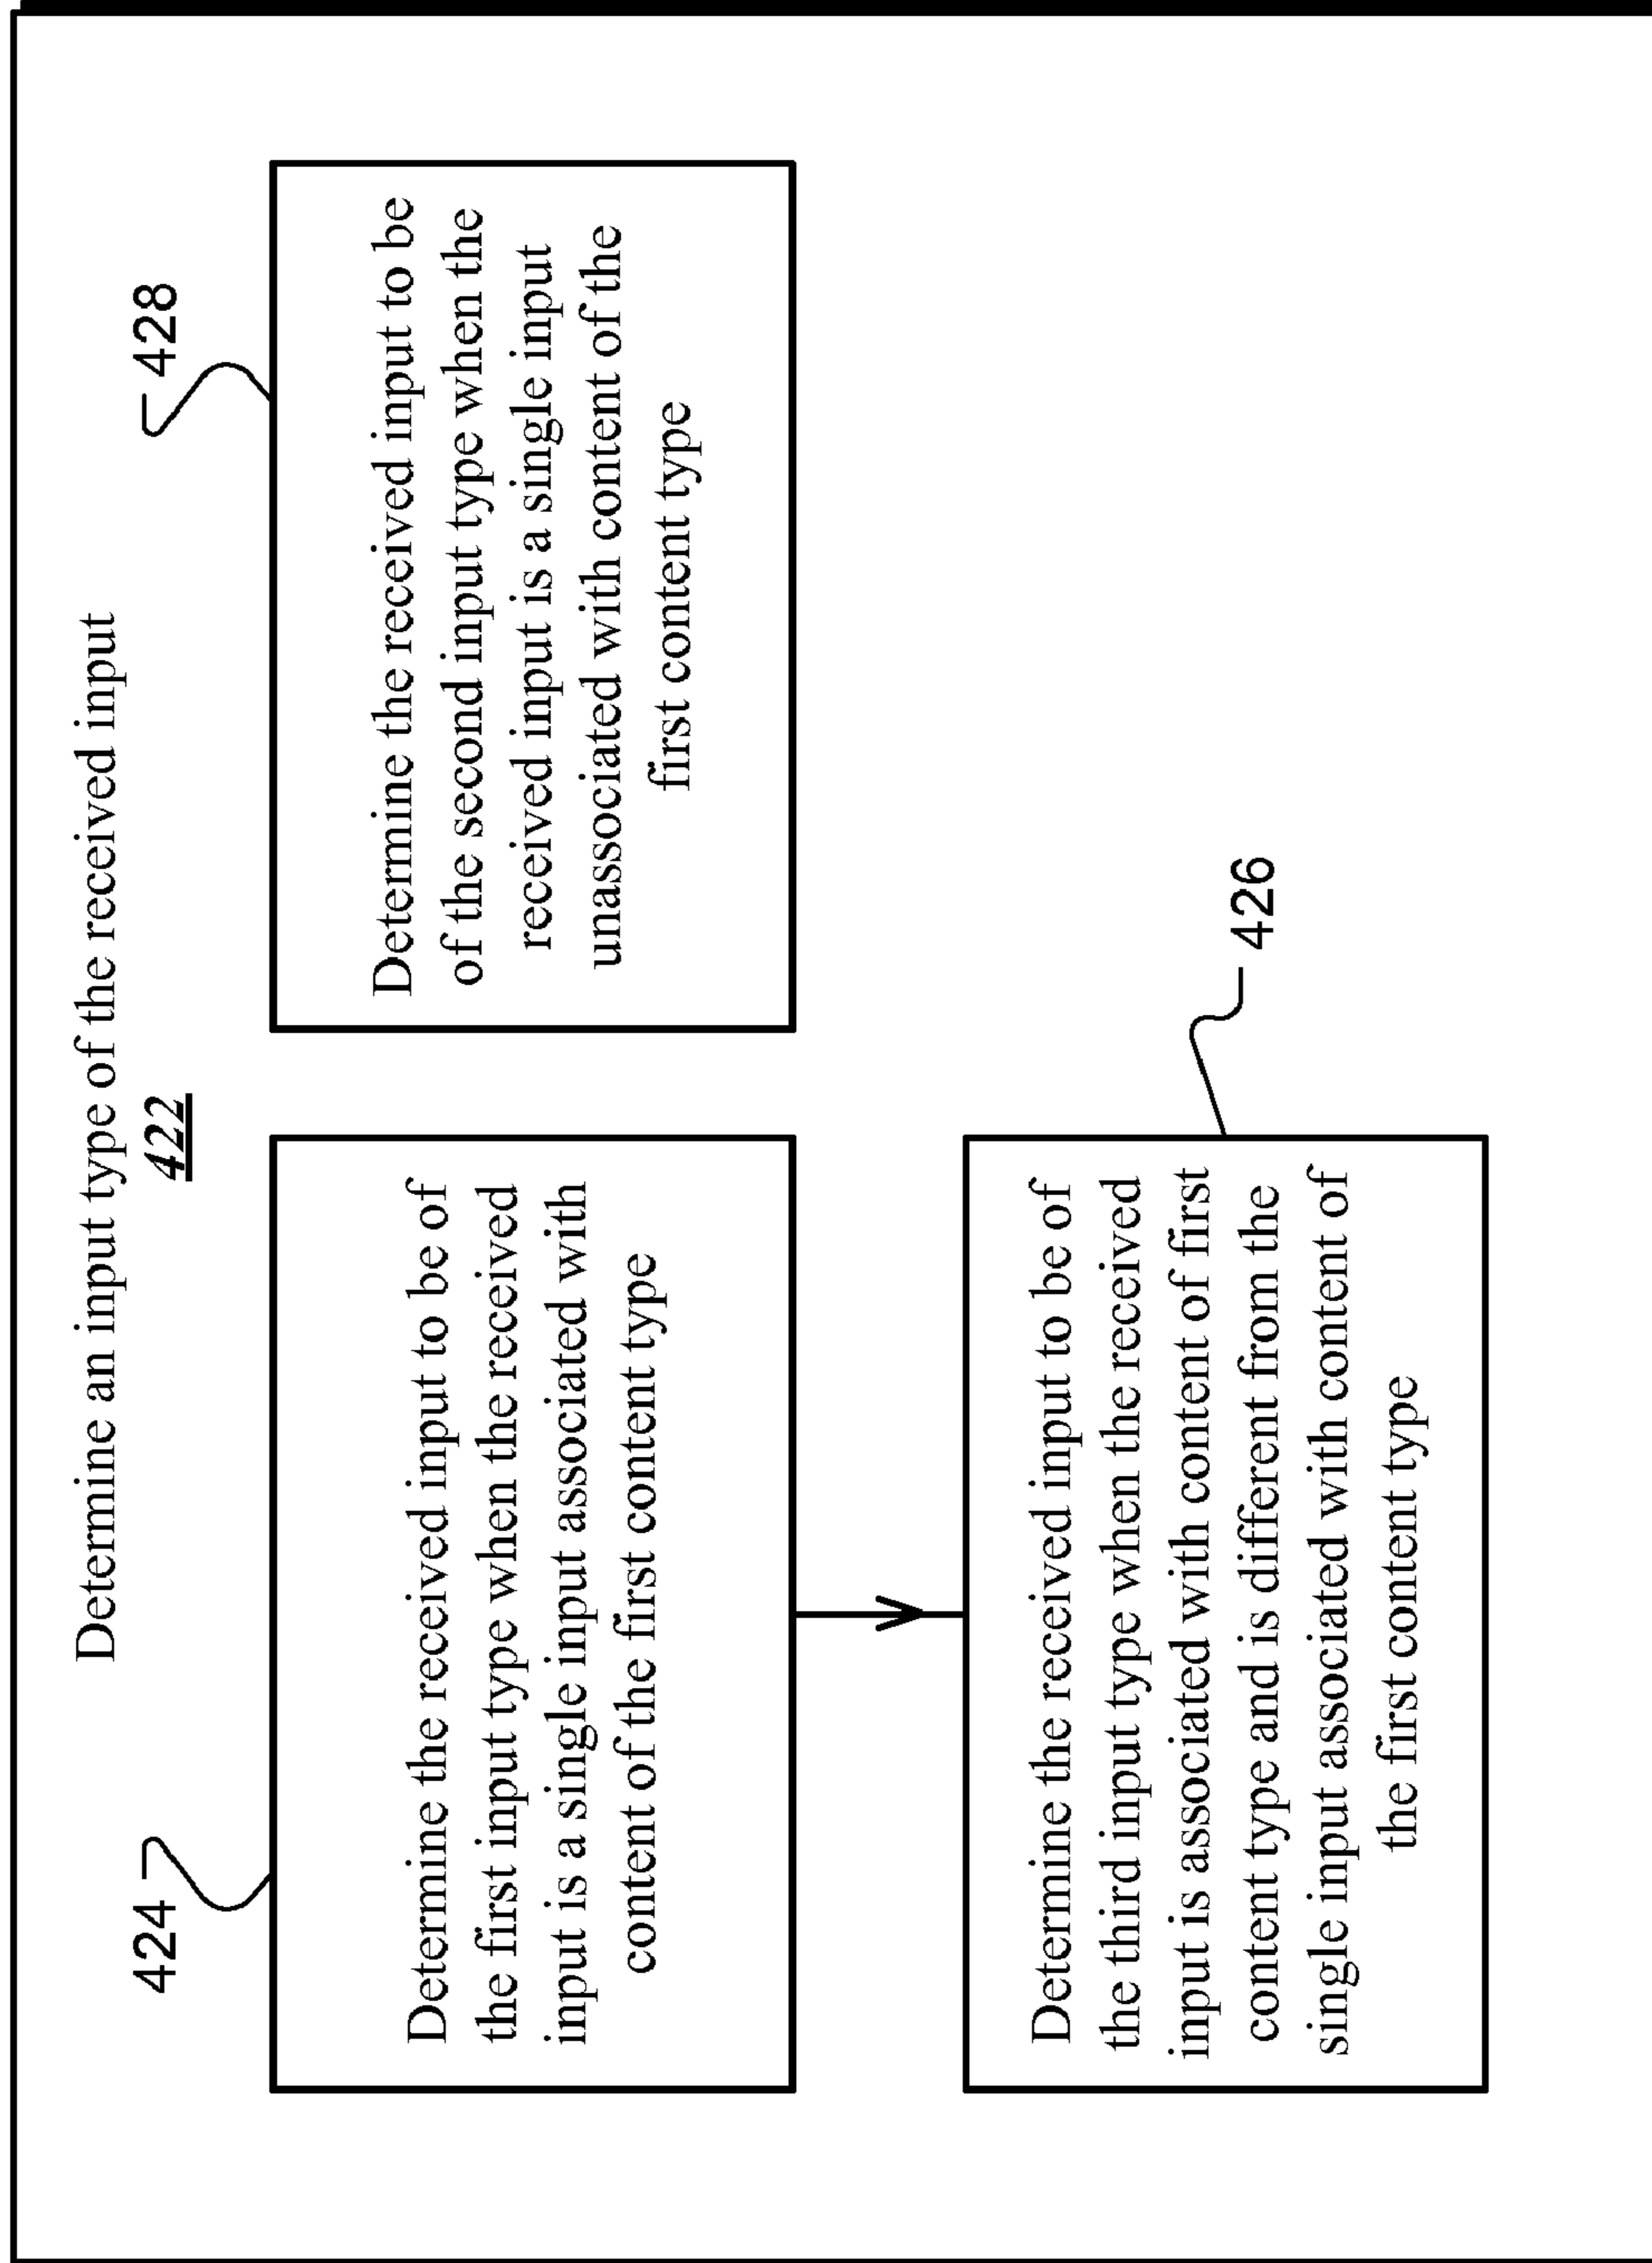 Determine an input type of the received input
422
424
Determine the received input to be of
the first input type when the received
input is a single input associated with
content of the first content type
428
Determine the received input to be
of the second input type when the
received input is a single input
unassociated with content of the
first content type
Determine the received input to be of
the third input type when the received
input is associated with content of first
content type and is different from the
single input associated with content of
the first content type
426